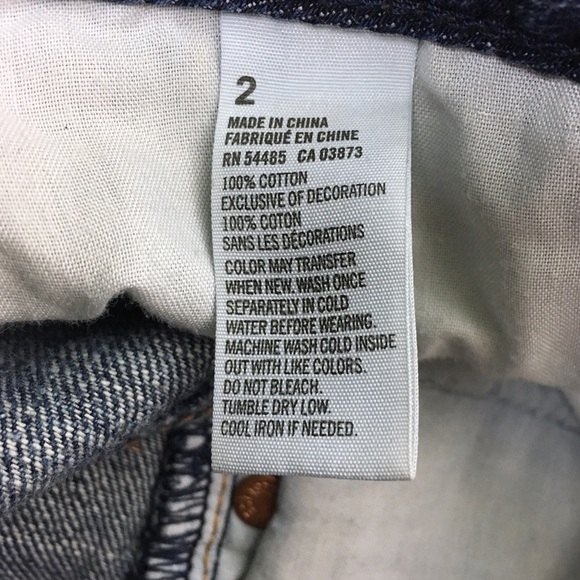 2
MADE IN CHINA
FABRIQUÉ EN CHINE
RN 54485 CA 03873
100% COTTON
EXCLUSIVE OF DECORATION
100% COTON
SANS LES DÉCORATIONS
COLOR MAY TRANSFER
WHEN NEW. WASH ONCE
SEPARATELY IN COLD
WATER BEFORE WEARING.
MACHINE WASH COLD INSIDE
OUT WITH LIKE COLORS.
DO NOT BLEACH.
TUMBLE DRY LOW.
COOL IRON IF NEEDED.